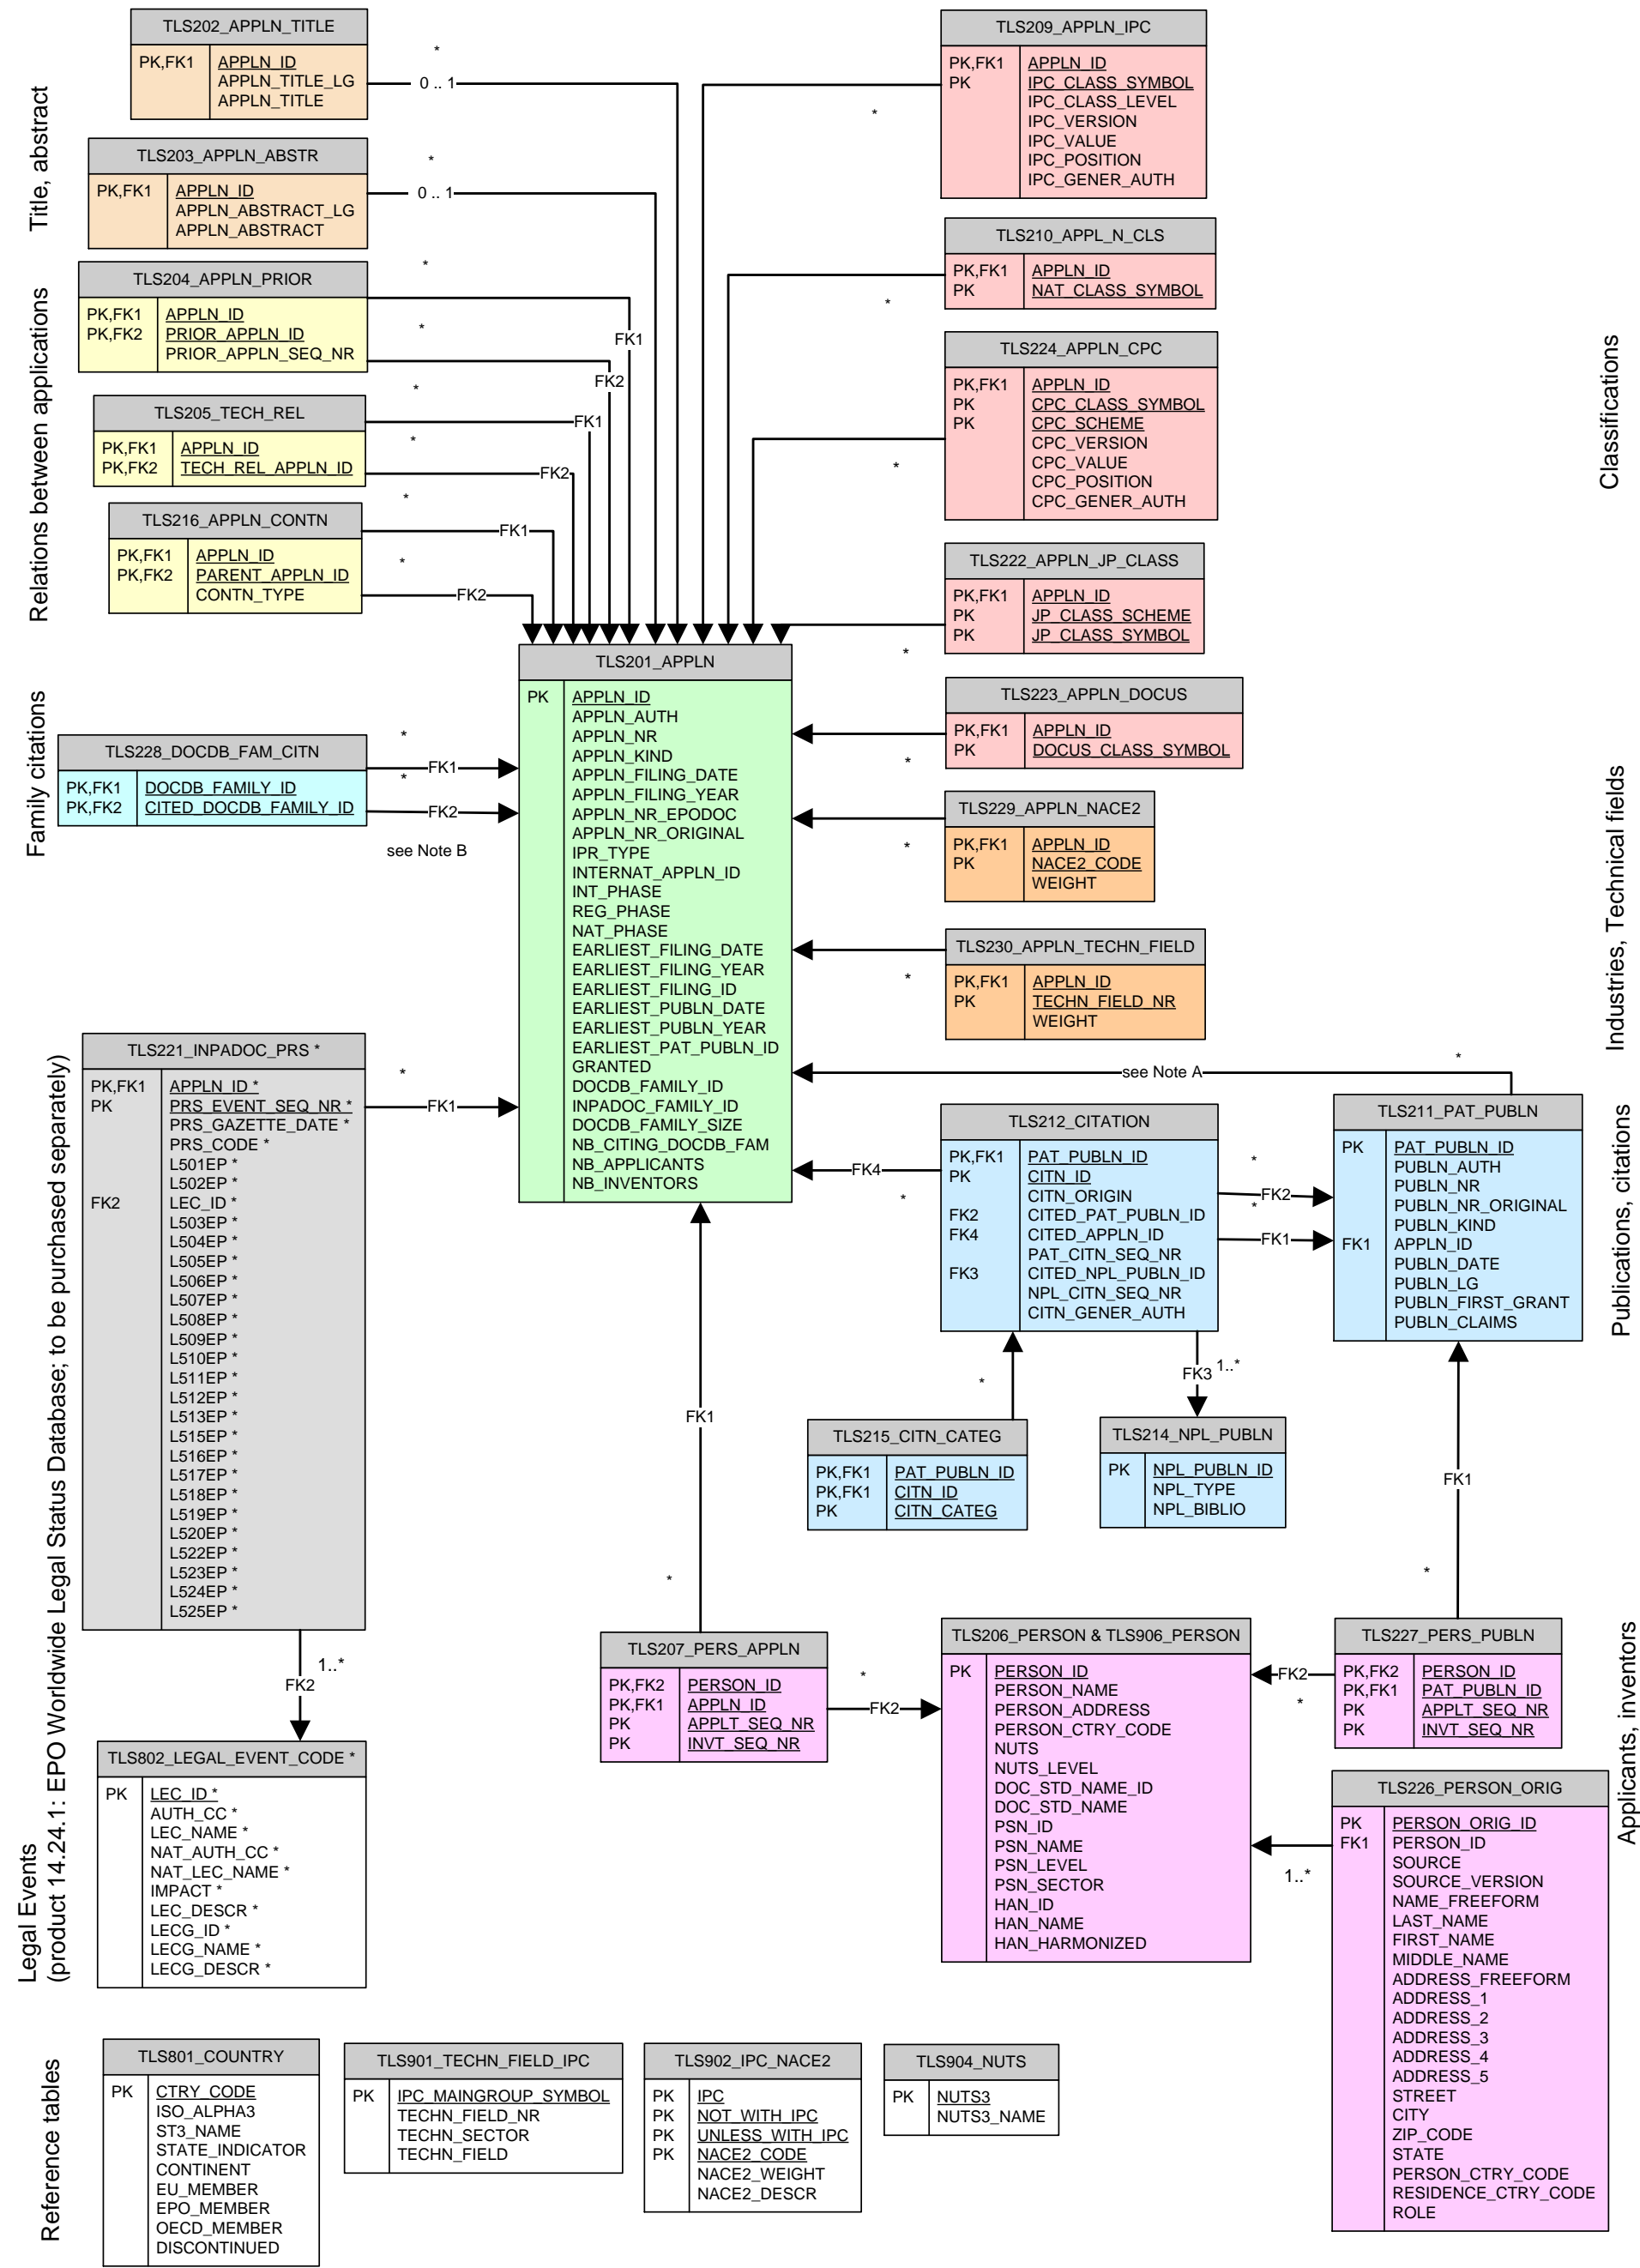 Title, abstract
TLS202_APPLN_TITLE
PK,FK1 APPLN_ID
APPLN_TITLE_LG
APPLN_TITLE
*
0 .. 1
TLS203_APPLN_ABSTR
PK,FK1 APPLN_ID
APPLN_ABSTRACT_LG
APPLN_ABSTRACT
*
0 .. 1
Relations between applications
TLS204_APPLN_PRIOR
PK,FK1 APPLN_ID
PK,FK2 PRIOR_APPLN_ID
PRIOR_APPLN_SEQ_NR
*
FK1
*
FK2
TLS205_TECH_REL
PK,FK1 APPLN_ID
PK,FK2 TECH_REL_APPLN_ID
*
FK1
*
FK2
TLS216_APPLN_CONTN
PK,FK1 APPLN_ID
PK,FK2 PARENT_APPLN_ID
CONTN_TYPE
*
FK1
*
FK2
Classifications
TLS209_APPLN_IPC
PK,FK1 APPLN_ID
PK IPC_CLASS_SYMBOL
IPC_CLASS_LEVEL
IPC_VERSION
IPC_VALUE
IPC_POSITION
IPC_GENER_AUTH
*
TLS210_APPL_N_CLS
PK,FK1 APPLN_ID
PK NAT_CLASS_SYMBOL
*
TLS224_APPLN_CPC
PK,FK1 APPLN_ID
PK CPC_CLASS_SYMBOL
PK CPC_SCHEME
CPC_VERSION
CPC_VALUE
CPC_POSITION
CPC_GENER_AUTH
*
TLS222_APPLN_JP_CLASS
PK,FK1 APPLN_ID
PK JP_CLASS_SCHEME
PK JP_CLASS_SYMBOL
*
TLS223_APPLN_DOCUS
PK,FK1 APPLN_ID
PK DOCUS_CLASS_SYMBOL
*
TLS201_APPLN
PK APPLN_ID
APPLN_AUTH
APPLN_NR
APPLN_KIND
APPLN_FILING_DATE
APPLN_FILING_YEAR
APPLN_NR_EPODOC
APPLN_NR_ORIGINAL
IPR_TYPE
INTERNAT_APPLN_ID
INT_PHASE
REG_PHASE
NAT_PHASE
EARLIEST_FILING_DATE
EARLIEST_FILING_YEAR
EARLIEST_FILING_ID
EARLIEST_PUBLN_DATE
EARLIEST_PUBLN_YEAR
EARLIEST_PAT_PUBLN_ID
GRANTED
DOCDB_FAMILY_ID
INPADOC_FAMILY_ID
DOCDB_FAMILY_SIZE
NB_CITING_DOCDB_FAM
NB_APPLICANTS
NB_INVENTORS
Family citations
TLS228_DOCDB_FAM_CITN
PK,FK1 DOCDB_FAMILY_ID
PK,FK2 CITED_DOCDB_FAMILY_ID
*
FK1
*
FK2
see Note B
Industries, Technical fields
TLS229_APPLN_NACE2
PK,FK1 APPLN_ID
PK NACE2_CODE
WEIGHT
*
TLS230_APPLN_TECHN_FIELD
PK,FK1 APPLN_ID
PK TECHN_FIELD_NR
WEIGHT
*
Legal Events
(product 14.24.1: EPO Worldwide Legal Status Database; to be purchased separately)
TLS221_INPADOC_PRS *
PK,FK1 APPLN_ID *
PK PRS_EVENT_SEQ_NR *
PRS_GAZETTE_DATE *
PRS_CODE *
L501EP *
L502EP *
FK2 LEC_ID *
L503EP *
L504EP *
L505EP *
L506EP *
L507EP *
L508EP *
L509EP *
L510EP *
L511EP *
L512EP *
L513EP *
L515EP *
L516EP *
L517EP *
L518EP *
L519EP *
L520EP *
L522EP *
L523EP *
L524EP *
L525EP *
*
FK1
1..*
FK2
TLS802_LEGAL_EVENT_CODE *
PK LEC_ID *
AUTH_CC *
LEC_NAME *
NAT_AUTH_CC *
NAT_LEC_NAME *
IMPACT *
LEC_DESCR *
LECG_ID *
LECG_NAME *
LECG_DESCR *
Publications, citations
see Note A
*
TLS212_CITATION
PK,FK1 PAT_PUBLN_ID
PK CITN_ID
CITN_ORIGIN
FK2 CITED_PAT_PUBLN_ID
FK4 CITED_APPLN_ID
PAT_CITN_SEQ_NR
FK3 CITED_NPL_PUBLN_ID
NPL_CITN_SEQ_NR
CITN_GENER_AUTH
FK4
*
*
FK2
*
FK1
TLS211_PAT_PUBLN
PK PAT_PUBLN_ID
PUBLN_AUTH
PUBLN_NR
PUBLN_NR_ORIGINAL
PUBLN_KIND
FK1 APPLN_ID
PUBLN_DATE
PUBLN_LG
PUBLN_FIRST_GRANT
PUBLN_CLAIMS
*
FK3
1..*
TLS215_CITN_CATEG
PK,FK1 PAT_PUBLN_ID
PK,FK1 CITN_ID
PK CITN_CATEG
TLS214_NPL_PUBLN
PK NPL_PUBLN_ID
NPL_TYPE
NPL_BIBLIO
FK1
*
FK1
*
Applicants, inventors
TLS207_PERS_APPLN
PK,FK2 PERSON_ID
PK,FK1 APPLN_ID
PK APPLT_SEQ_NR
PK INVT_SEQ_NR
*
FK2
TLS206_PERSON & TLS906_PERSON
PK PERSON_ID
PERSON_NAME
PERSON_ADDRESS
PERSON_CTRY_CODE
NUTS
NUTS_LEVEL
DOC_STD_NAME_ID
DOC_STD_NAME
PSN_ID
PSN_NAME
PSN_LEVEL
PSN_SECTOR
HAN_ID
HAN_NAME
HAN_HARMONIZED
FK2
*
TLS227_PERS_PUBLN
PK,FK2 PERSON_ID
PK,FK1 PAT_PUBLN_ID
PK APPLT_SEQ_NR
PK INVT_SEQ_NR
1..*
TLS226_PERSON_ORIG
PK PERSON_ORIG_ID
FK1 PERSON_ID
SOURCE
SOURCE_VERSION
NAME_FREEFORM
LAST_NAME
FIRST_NAME
MIDDLE_NAME
ADDRESS_FREEFORM
ADDRESS_1
ADDRESS_2
ADDRESS_3
ADDRESS_4
ADDRESS_5
STREET
CITY
ZIP_CODE
STATE
PERSON_CTRY_CODE
RESIDENCE_CTRY_CODE
ROLE
Reference tables
TLS801_COUNTRY
PK CTRY_CODE
ISO_ALPHA3
ST3_NAME
STATE_INDICATOR
CONTINENT
EU_MEMBER
EPO_MEMBER
OECD_MEMBER
DISCONTINUED
TLS901_TECHN_FIELD_IPC
PK IPC_MAINGROUP_SYMBOL
TECHN_FIELD_NR
TECHN_SECTOR
TECHN_FIELD
TLS902_IPC_NACE2
PK IPC
PK NOT_WITH_IPC
PK UNLESS_WITH_IPC
PK NACE2_CODE
NACE2_WEIGHT
NACE2_DESCR
TLS904_NUTS
PK NUTS3
NUTS3_NAME